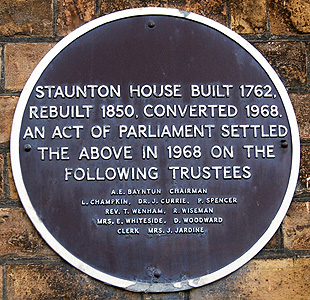 STAUNTON HOUSE BUILT 1762,
REBUILT 1850, CONVERTED 1968.
AN ACT OF PARLIAMENT SETTLED
THE ABOVE IN 1968 ON THE
FOLLOWING TRUSTEES
A.E. BAYNTUN CHAIRMAN
L. CHAMPKIN, DR. J. CURRIE, P. SPENCER
REV. T. WENHAM, R. WISEMAN
MRS. E. WHITESIDE, D. WOODWARD
CLERK MRS. J. JARDINE